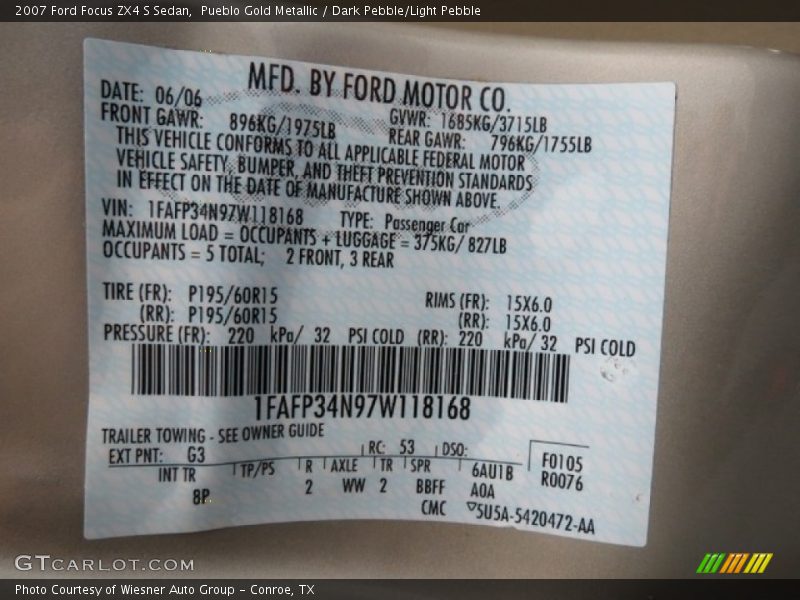 2007 Ford Focus ZX4 S Sedan,  Pueblo Gold Metallic / Dark Pebble/Light Pebble
MFD. BY FORD MOTOR CO.
DATE: 06/06 GVWR: 1685KG/3715LB
FRONT GAWR: 896KG/1975LB REAR GAWR: 796KG/1755LB
THIS VEHICLE CONFORMS TO ALL APPLICABLE FEDERAL MOTOR
VEHICLE SAFETY, BUMPER, AND THEFT PREVENTION STANDARDS
IN EFFECT ON THE DATE OF MANUFACTURE SHOWN ABOVE.
VIN: 1FAFP34N97W118168 TYPE: Passenger Car
MAXIMUM LOAD = OCCUPANTS + LUGGAGE = 375KG/ 827LB
OCCUPANTS = 5 TOTAL; 2 FRONT, 3 REAR
TIRE (FR): P195/60R15 RIMS (FR): 15X6.0
(RR): P195/60R15 (RR): 15X6.0
PRESSURE (FR): 220 kPa/ 32 PSI COLD (RR): 220 kPa/ 32 PSI COLD
1FAFP34N97W118168
TRAILER TOWING - SEE OWNER GUIDE
EXT PNT: G3 RC: 53 DSO: F0105
INT TR TP/PS R AXLE TR SPR 6AU1B R0076
8P 2 WW 2 BBFF A0A
CMC ▽5U5A-5420472-AA
GTCARLOT.COM
Photo Courtesy of Wiesner Auto Group - Conroe, TX